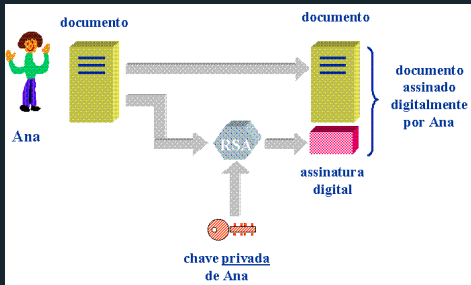 documento
documento
Ana
documento
assinado
digitalmente
por Ana
RSA
assinatura
digital
chave privada
de Ana